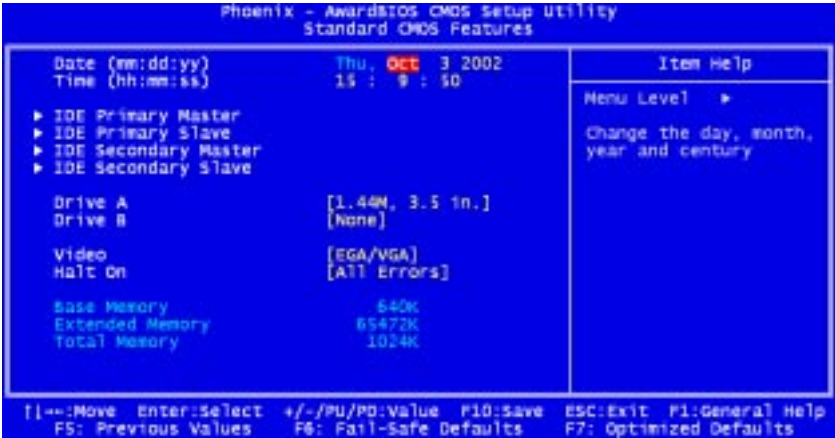 Phoenix - AwardBIOS CMOS Setup Utility
Standard CMOS Features
Date (mm:dd:yy) Thu, Oct 3 2002
Time (hh:mm:ss) 15 : 9 : 50
Item Help
Menu Level ▶
Change the day, month,
year and century
▶ IDE Primary Master
▶ IDE Primary Slave
▶ IDE Secondary Master
▶ IDE Secondary Slave
Drive A [1.44M, 3.5 in.]
Drive B [None]
Video [EGA/VGA]
Halt On [All Errors]
Base Memory 640K
Extended Memory 65472K
Total Memory 1024K
↑↓→←:Move Enter:Select +/-/PU/PD:Value F10:Save ESC:Exit F1:General Help
F5: Previous Values F6: Fail-Safe Defaults F7: Optimized Defaults